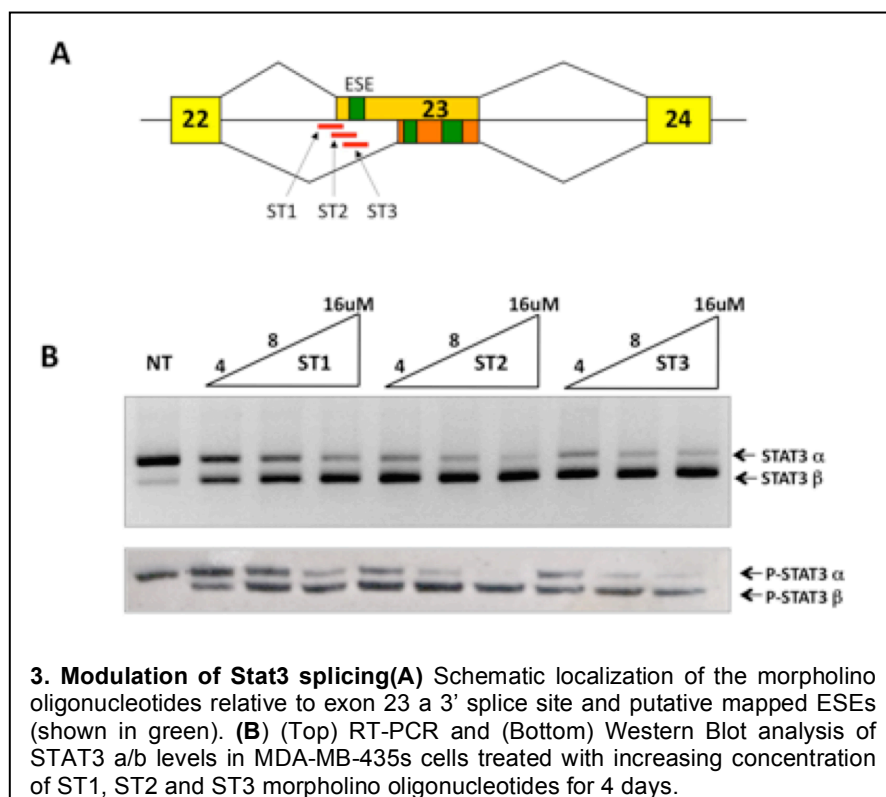 A
ESE
22
23
24
ST1 ST2 ST3
16uM 16uM 16uM
8 8 8
B NT 4 ST1 4 ST2 4 ST3
STAT3 α
STAT3 β
P-STAT3 α
P-STAT3 β
3. Modulation of Stat3 splicing(A) Schematic localization of the morpholino
oligonucleotides relative to exon 23 a 3’ splice site and putative mapped ESEs
(shown in green). (B) (Top) RT-PCR and (Bottom) Western Blot analysis of
STAT3 a/b levels in MDA-MB-435s cells treated with increasing concentration
of ST1, ST2 and ST3 morpholino oligonucleotides for 4 days.